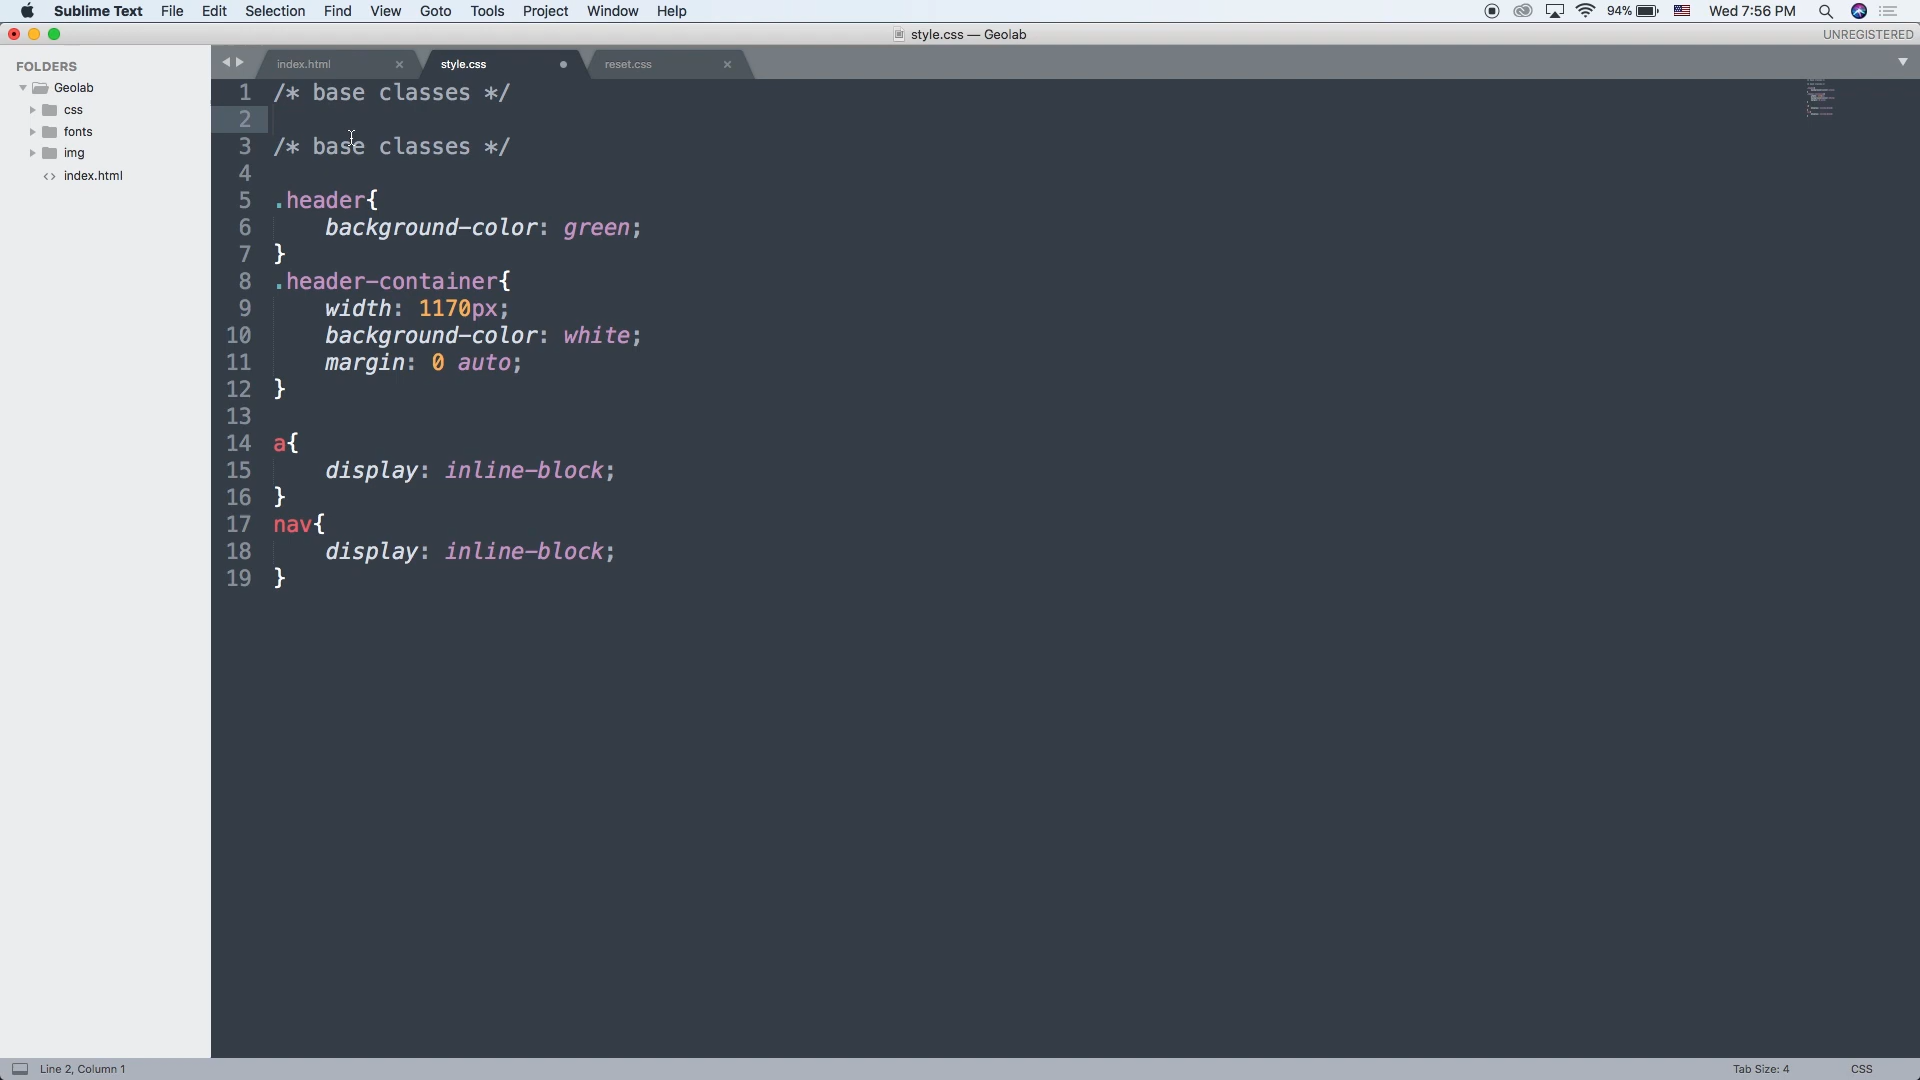 Sublime Text File Edit Selection Find View Goto Tools Project Window Help 94% Wed 7:56 PM
style.css — Geolab UNREGISTERED
FOLDERS
Geolab
css
fonts
img
<> index.html
index.html × style.css reset.css ×
1 /* base classes */
2
3 /* base classes */
4
5 .header{
6 background-color: green;
7 }
8 .header-container{
9 width: 1170px;
10 background-color: white;
11 margin: 0 auto;
12 }
13
14 a{
15 display: inline-block;
16 }
17 nav{
18 display: inline-block;
19 }
Line 2, Column 1 Tab Size: 4 CSS